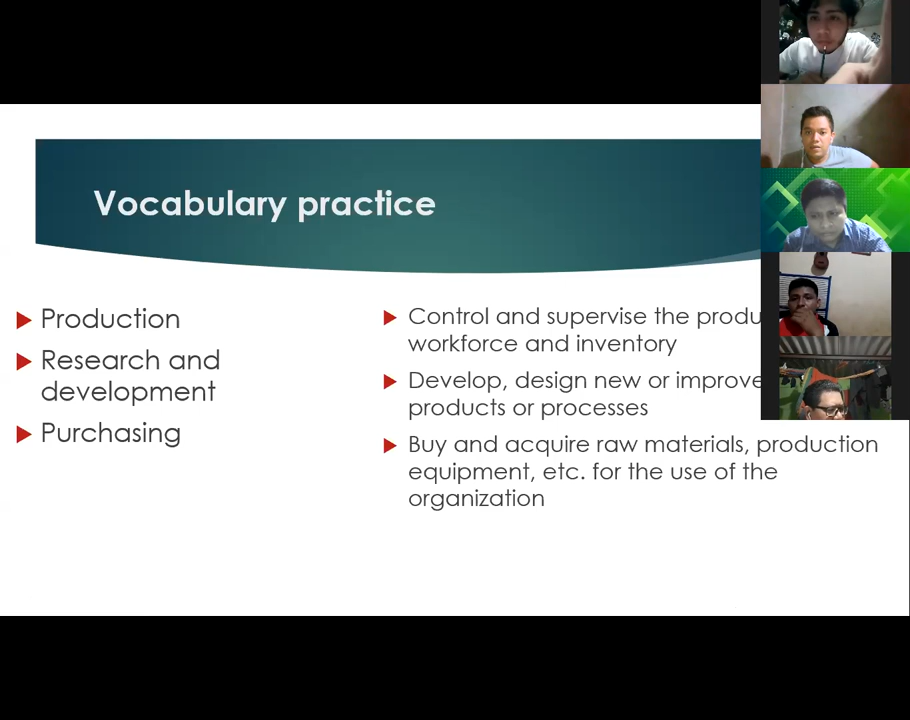 Vocabulary practice
Production
Research and
development
Purchasing
Control and supervise the
workforce and inventory
Develop, design new or improve
products or processes
Buy and acquire raw materials, production
equipment, etc. for the use of the
organization